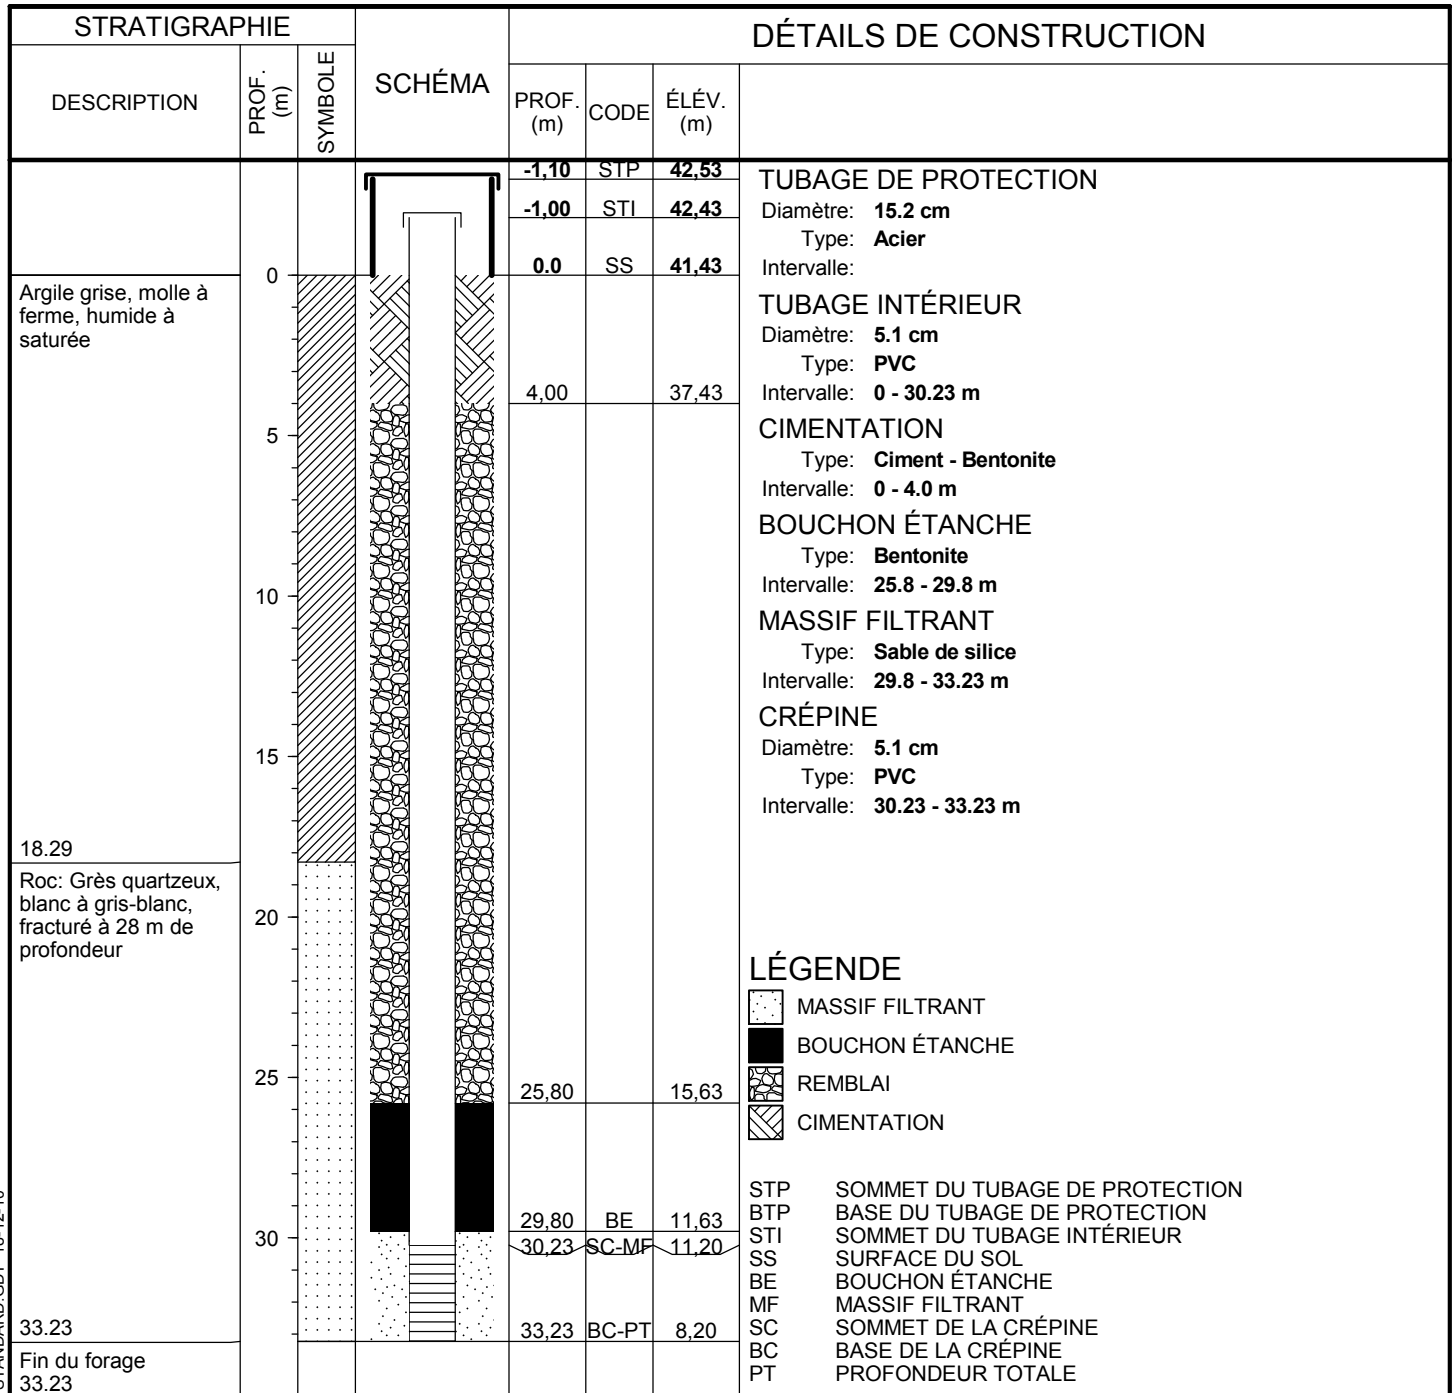 STRATIGRAPHIE
DESCRIPTION
PROF. (m)
SYMBOLE
SCHÉMA
DÉTAILS DE CONSTRUCTION
PROF. (m)
CODE
ÉLÉV. (m)
-1,10 STP 42,53
-1,00 STI 42,43
0.0 SS 41,43
4,00 37,43
25,80 15,63
29,80 BE 11,63
30,23 SC-MF 11,20
33,23 BC-PT 8,20
0
5
10
15
20
25
30
Argile grise, molle à
ferme, humide à
saturée
18.29
Roc: Grès quartzeux,
blanc à gris-blanc,
fracturé à 28 m de
profondeur
33.23
Fin du forage
33.23
TUBAGE DE PROTECTION
Diamètre: 15.2 cm
Type: Acier
Intervalle:
TUBAGE INTÉRIEUR
Diamètre: 5.1 cm
Type: PVC
Intervalle: 0 - 30.23 m
CIMENTATION
Type: Ciment - Bentonite
Intervalle: 0 - 4.0 m
BOUCHON ÉTANCHE
Type: Bentonite
Intervalle: 25.8 - 29.8 m
MASSIF FILTRANT
Type: Sable de silice
Intervalle: 29.8 - 33.23 m
CRÉPINE
Diamètre: 5.1 cm
Type: PVC
Intervalle: 30.23 - 33.23 m
LÉGENDE
MASSIF FILTRANT
BOUCHON ÉTANCHE
REMBLAI
CIMENTATION
STP SOMMET DU TUBAGE DE PROTECTION
BTP BASE DU TUBAGE DE PROTECTION
STI SOMMET DU TUBAGE INTÉRIEUR
SS SURFACE DU SOL
BE BOUCHON ÉTANCHE
MF MASSIF FILTRANT
SC SOMMET DE LA CRÉPINE
BC BASE DE LA CRÉPINE
PT PROFONDEUR TOTALE